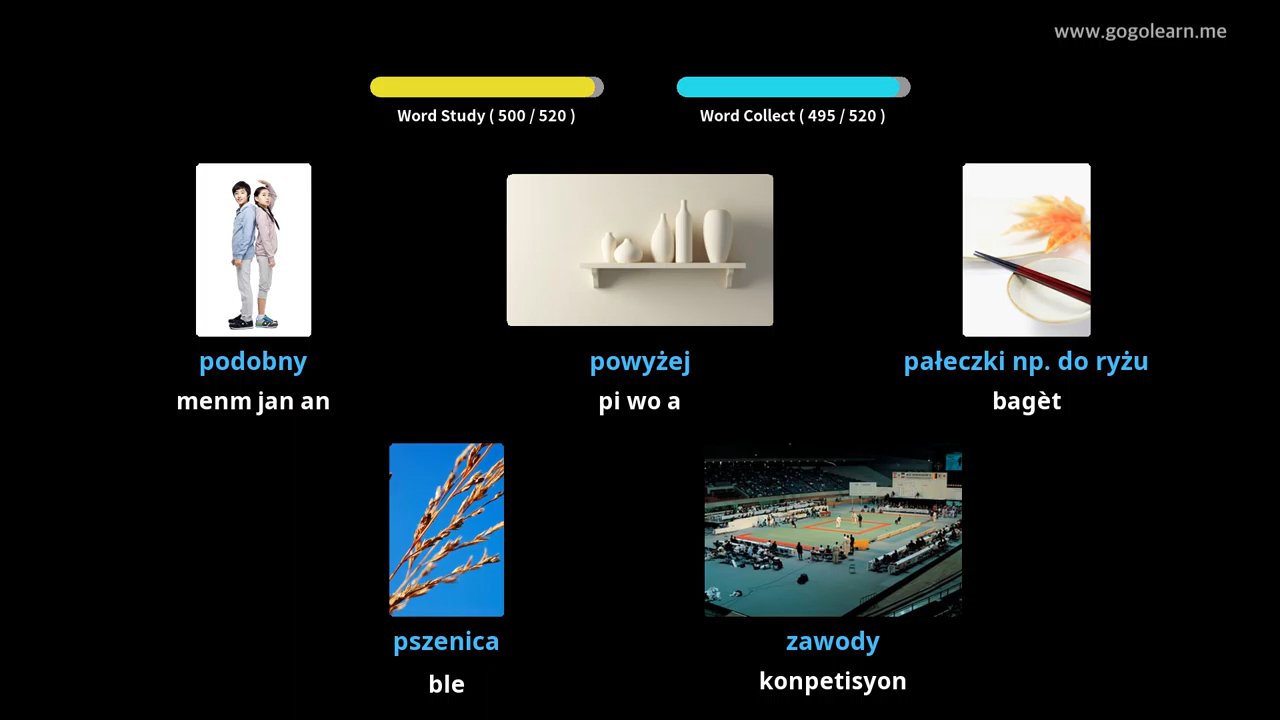 www.gogolearn.me
Word Study ( 500 / 520 )
Word Collect ( 495 / 520 )
podobny
menm jan an
powyżej
pi wo a
pałeczki np. do ryżu
bagèt
pszenica
ble
zawody
konpetisyon